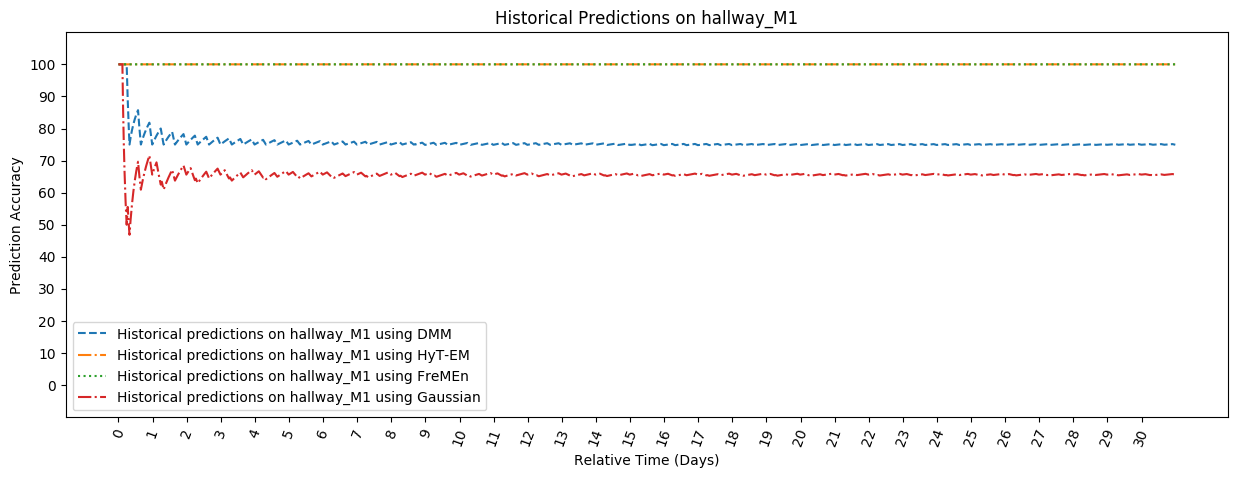 Historical Predictions on hallway_M1
Prediction Accuracy
100
90
80
70
60
50
40
30
20
10
0
Historical predictions on hallway_M1 using DMM
Historical predictions on hallway_M1 using HyT-EM
Historical predictions on hallway_M1 using FreMEn
Historical predictions on hallway_M1 using Gaussian
0 1 2 3 4 5 6 7 8 9 10 11 12 13 14 15 16 17 18 19 20 21 22 23 24 25 26 27 28 29 30
Relative Time (Days)